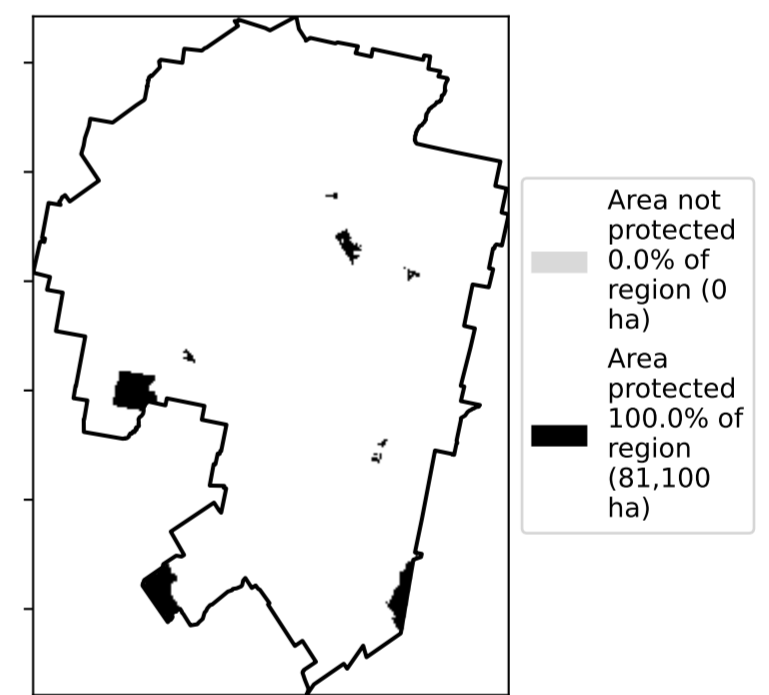 Area not
protected
0.0% of
region (0
ha)
Area
protected
100.0% of
region
(81,100
ha)